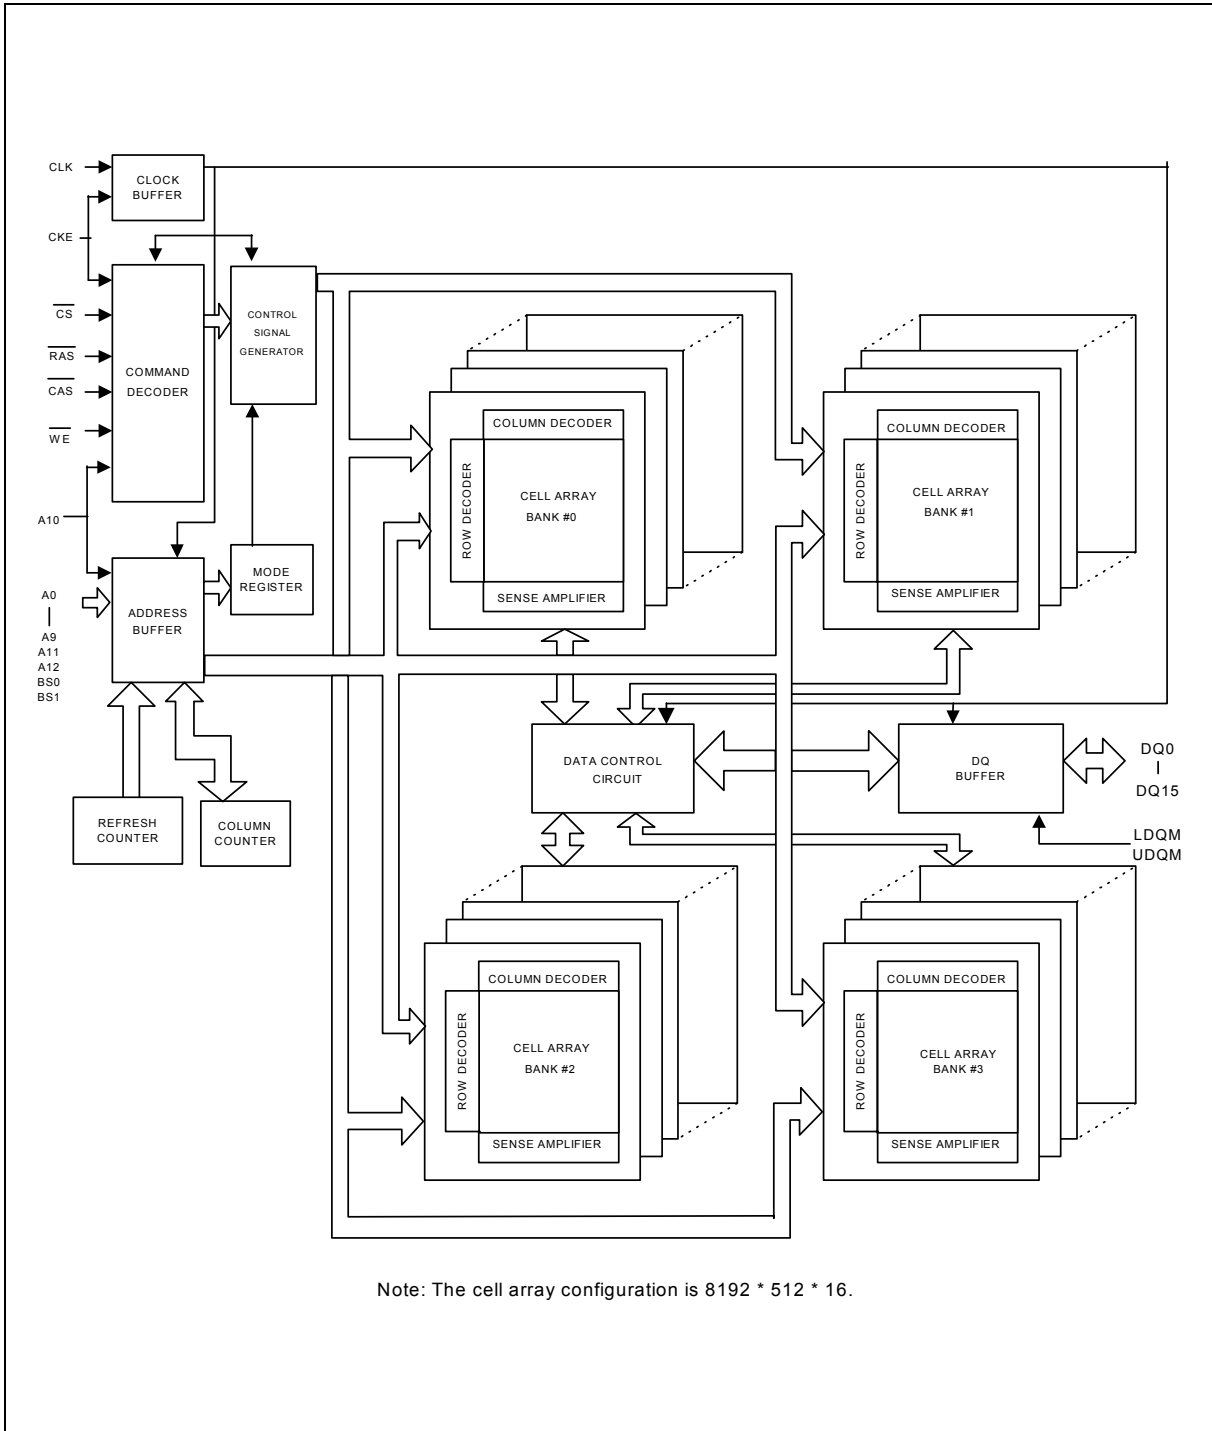 CLK
CLOCK
BUFFER
CKE
CS
RAS
CAS
WE
COMMAND
DECODER
CONTROL
SIGNAL
GENERATOR
A10
A0
A9
A11
A12
BS0
BS1
ADDRESS
BUFFER
MODE
REGISTER
REFRESH
COUNTER
COLUMN
COUNTER
COLUMN DECODER
ROW DECODER
CELL ARRAY
BANK #0
SENSE AMPLIFIER
COLUMN DECODER
ROW DECODER
CELL ARRAY
BANK #1
SENSE AMPLIFIER
DATA CONTROL
CIRCUIT
DQ
BUFFER
DQ0
DQ15
LDQM
UDQM
COLUMN DECODER
ROW DECODER
CELL ARRAY
BANK #2
SENSE AMPLIFIER
COLUMN DECODER
ROW DECODER
CELL ARRAY
BANK #3
SENSE AMPLIFIER
Note: The cell array configuration is 8192 * 512 * 16.